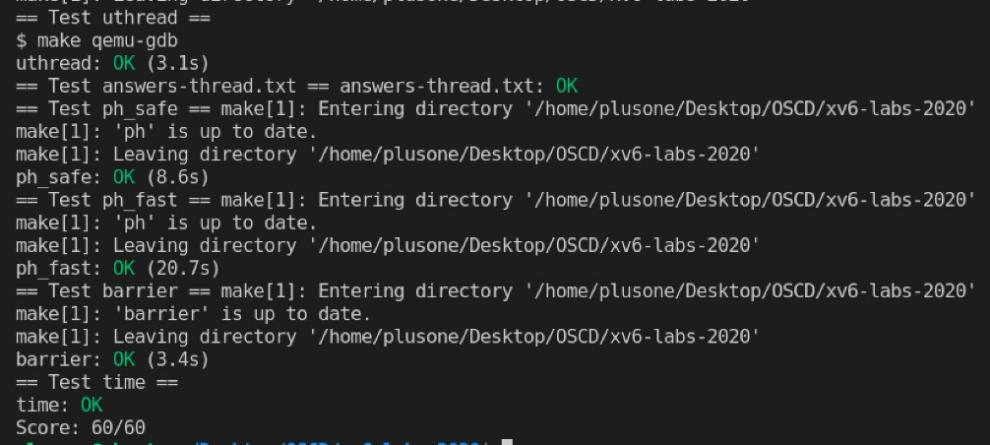 == Test uthread ==
$ make qemu-gdb
uthread: OK (3.1s)
== Test answers-thread.txt == answers-thread.txt: OK
== Test ph_safe == make[1]: Entering directory '/home/plusone/Desktop/OSCD/xv6-labs-2020'
make[1]: 'ph' is up to date.
make[1]: Leaving directory '/home/plusone/Desktop/OSCD/xv6-labs-2020'
ph_safe: OK (8.6s)
== Test ph_fast == make[1]: Entering directory '/home/plusone/Desktop/OSCD/xv6-labs-2020'
make[1]: 'ph' is up to date.
make[1]: Leaving directory '/home/plusone/Desktop/OSCD/xv6-labs-2020'
ph_fast: OK (20.7s)
== Test barrier == make[1]: Entering directory '/home/plusone/Desktop/OSCD/xv6-labs-2020'
make[1]: 'barrier' is up to date.
make[1]: Leaving directory '/home/plusone/Desktop/OSCD/xv6-labs-2020'
barrier: OK (3.4s)
== Test time ==
time: OK
Score: 60/60